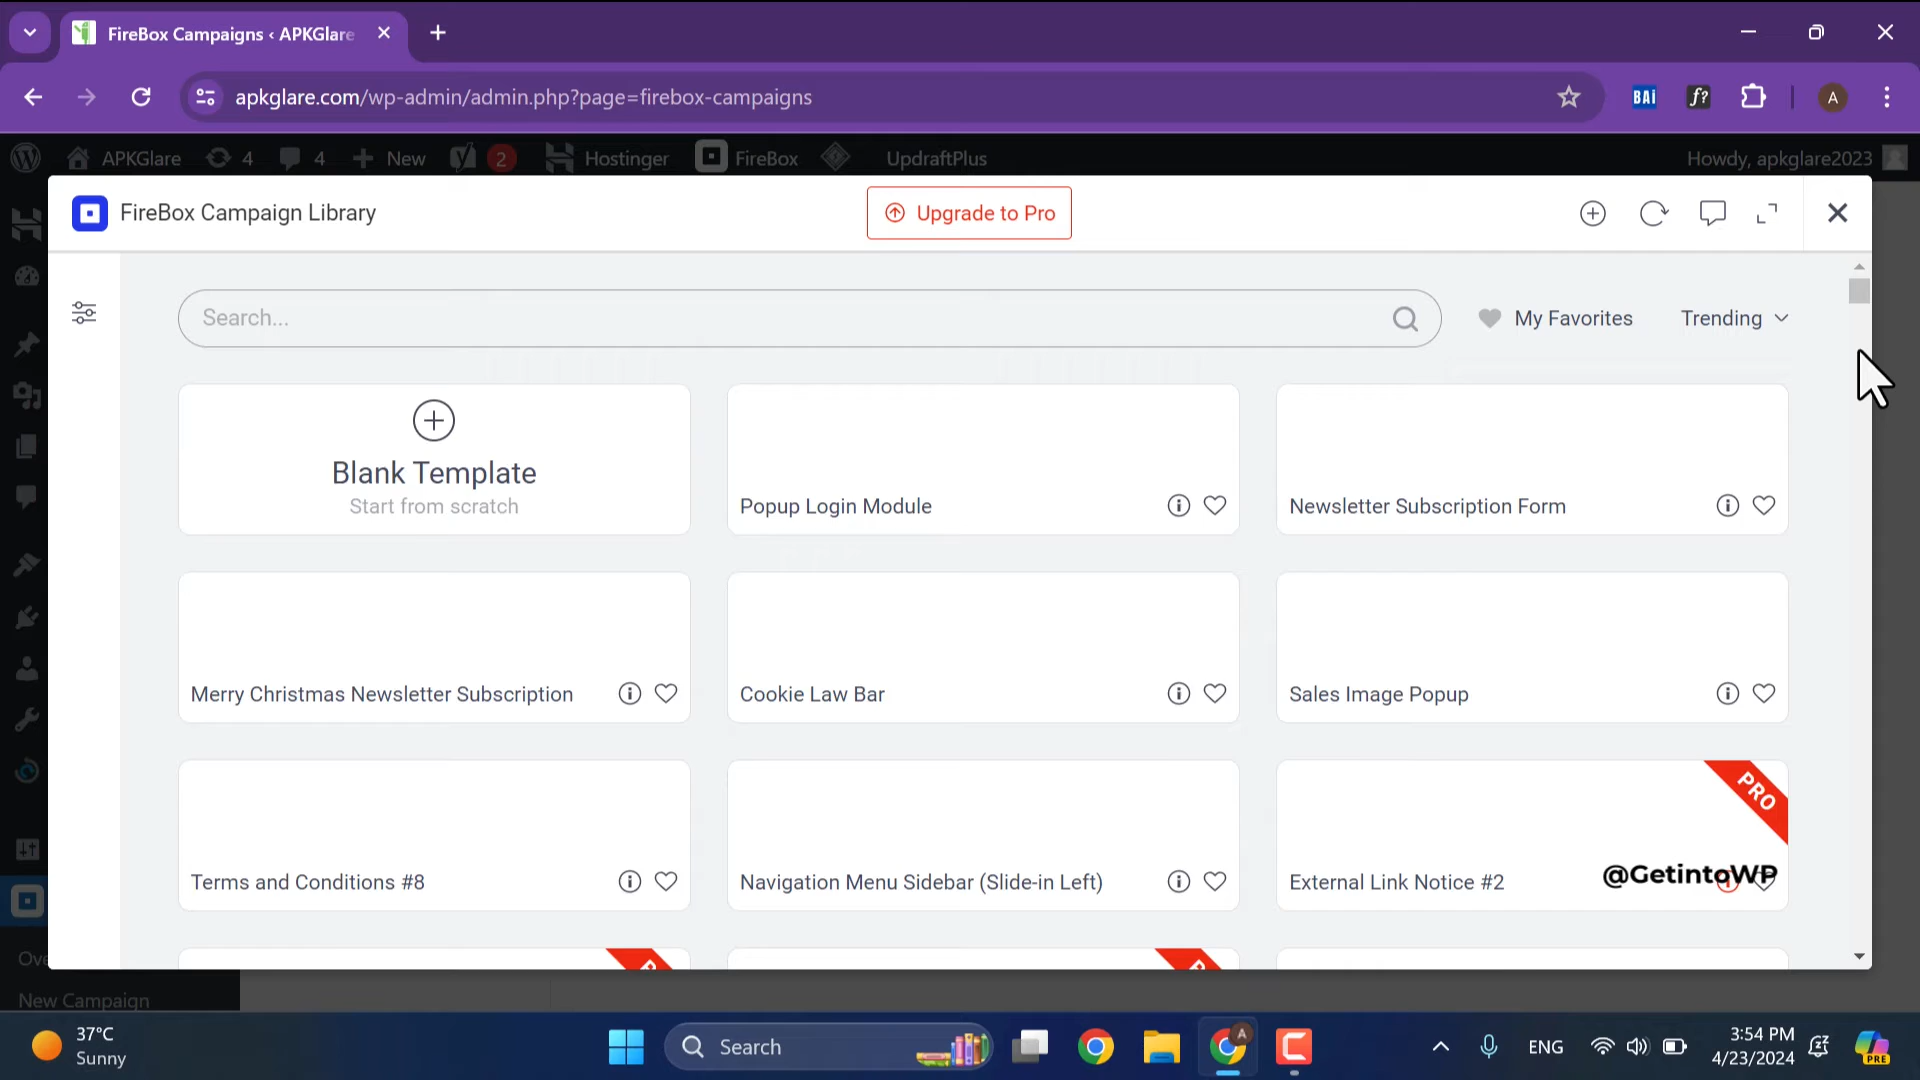 FireBox Campaigns ‹ APKGlare
apkglare.com/wp-admin/admin.php?page=firebox-campaigns
BAi
f?
A
APKGlare
4
4
New
2
Hostinger
FireBox
UpdraftPlus
Howdy, apkglare2023
FireBox Campaign Library
Upgrade to Pro
Search...
My Favorites
Trending
Blank Template
Start from scratch
Popup Login Module
Newsletter Subscription Form
Merry Christmas Newsletter Subscription
Cookie Law Bar
Sales Image Popup
PRO
Terms and Conditions #8
Navigation Menu Sidebar (Slide-in Left)
External Link Notice #2
@GetintoWP
New Campaign
37°C
Sunny
Search
A
ENG
3:54 PM
4/23/2024
PRE